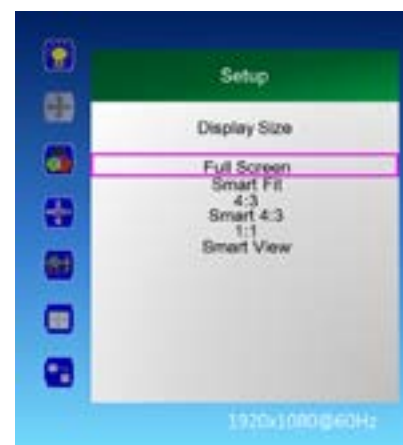 Setup
Display Size
Full Screen
Smart Fit
4:3
Smart 4:3
1:1
Smart View
1920x1080@60Hz